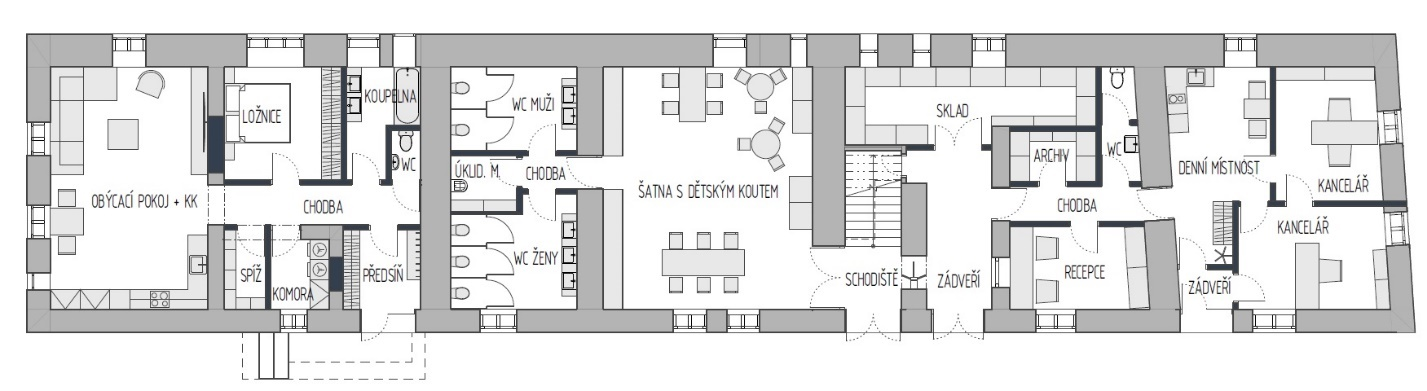 OBÝCACÍ POKOJ + KK
LOŽNICE
KOUPELNA
WC
CHODBA
SPÍŽ
KOMORA
PŘEDSÍŇ
WC MUŽI
ÚKLID. M.
CHODBA
WC ŽENY
ŠATNA S DĚTSKÝM KOUTEM
SCHODIŠTĚ
SKLAD
ARCHIV
WC
CHODBA
ZÁDVEŘÍ
RECEPCE
DENNÍ MÍSTNOST
KANCELÁŘ
KANCELÁŘ
ZÁDVEŘÍ